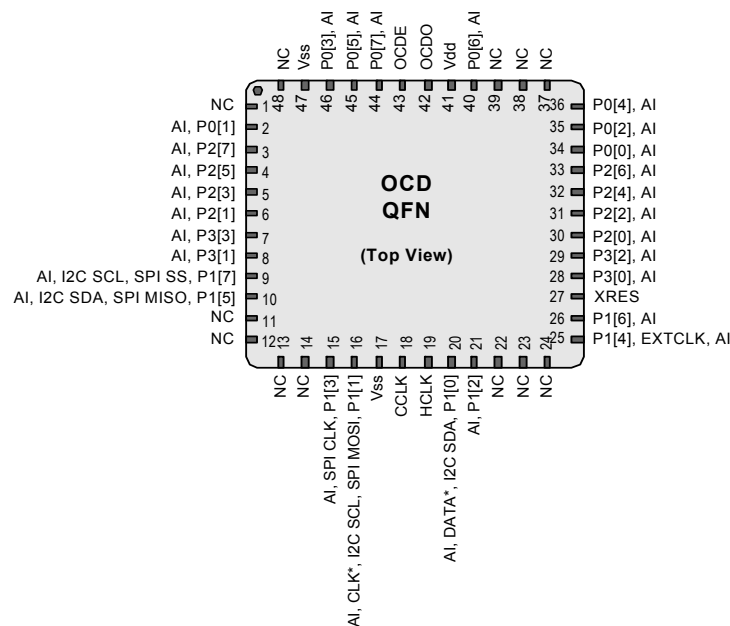 NC
Vss
P0[3], AI
P0[5], AI
P0[7], AI
OCDE
OCDO
Vdd
P0[6], AI
NC
NC
NC
48
47
46
45
44
43
42
41
40
39
38
37
NC 1
AI, P0[1] 2
AI, P2[7] 3
AI, P2[5] 4
AI, P2[3] 5
AI, P2[1] 6
AI, P3[3] 7
AI, P3[1] 8
AI, I2C SCL, SPI SS, P1[7] 9
AI, I2C SDA, SPI MISO, P1[5] 10
NC 11
NC 12
OCD
QFN
(Top View)
36 P0[4], AI
35 P0[2], AI
34 P0[0], AI
33 P2[6], AI
32 P2[4], AI
31 P2[2], AI
30 P2[0], AI
29 P3[2], AI
28 P3[0], AI
27 XRES
26 P1[6], AI
25 P1[4], EXTCLK, AI
13
14
15
16
17
18
19
20
21
22
23
24
NC
NC
AI, SPI CLK, P1[3]
AI, CLK*, I2C SCL, SPI MOSI, P1[1]
Vss
CCLK
HCLK
AI, DATA*, I2C SDA, P1[0]
AI, P1[2]
NC
NC
NC